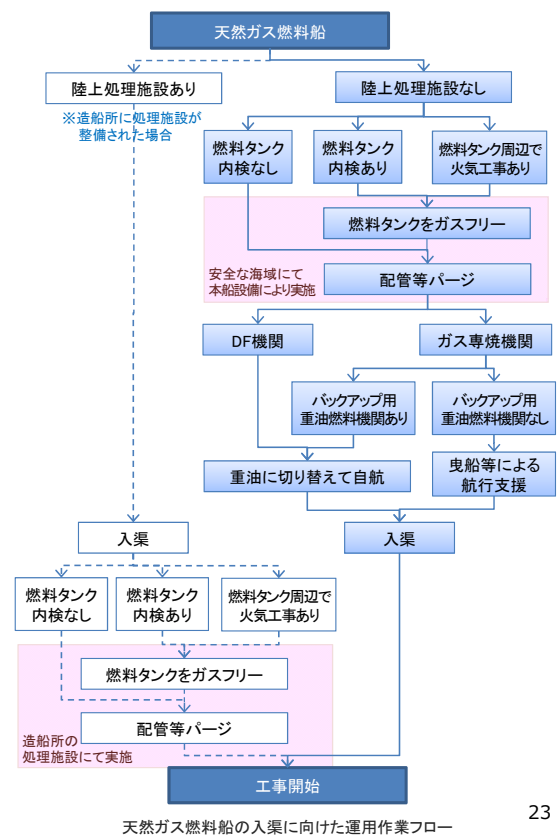 天然ガス燃料船
陸上処理施設あり
陸上処理施設なし
※造船所に処理施設が
整備された場合
燃料タンク
内検なし
燃料タンク
内検あり
燃料タンク周辺で
火気工事あり
燃料タンクをガスフリー
安全な海域にて
本船設備により実施
配管等パージ
DF機関
ガス専焼機関
バックアップ用
重油燃料機関あり
バックアップ用
重油燃料機関なし
重油に切り替えて自航
曳船等による
航行支援
入渠
入渠
燃料タンク
内検なし
燃料タンク
内検あり
燃料タンク周辺で
火気工事あり
燃料タンクをガスフリー
配管等パージ
造船所の
処理施設にて実施
工事開始
天然ガス燃料船の入渠に向けた運用作業フロー
23